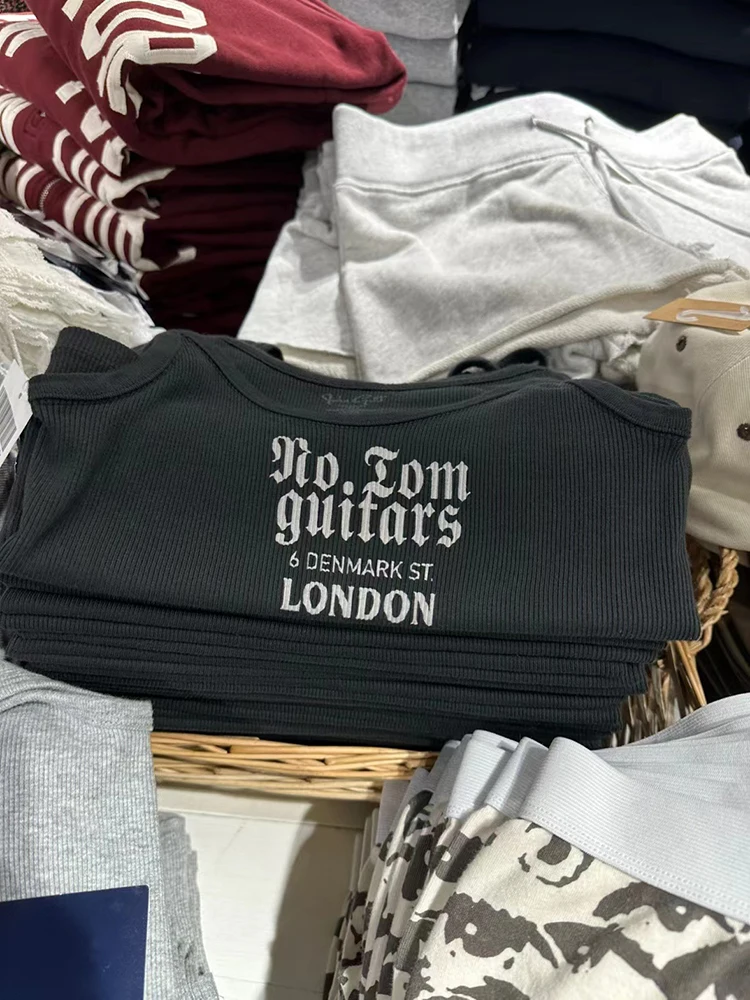 No. Tom
guitars
6 DENMARK ST.
LONDON